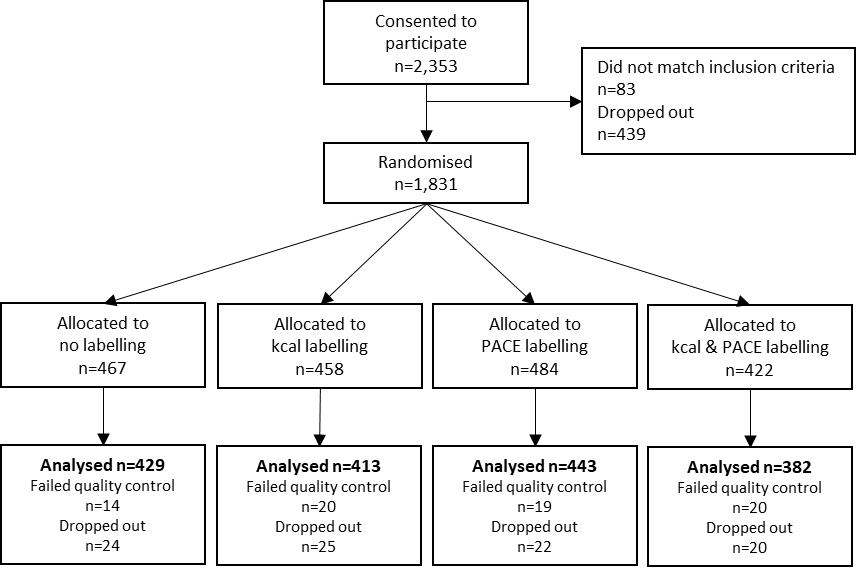 Consented to
participate
n=2,353
Did not match inclusion criteria
n=83
Dropped out
n=439
Randomised
n=1,831
Allocated to
no labelling
n=467
Allocated to
kcal labelling
n=458
Allocated to
PACE labelling
n=484
Allocated to
kcal & PACE labelling
n=422
Analysed n=429
Failed quality control
n=14
Dropped out
n=24
Analysed n=413
Failed quality control
n=20
Dropped out
n=25
Analysed n=443
Failed quality control
n=19
Dropped out
n=22
Analysed n=382
Failed quality control
n=20
Dropped out
n=20